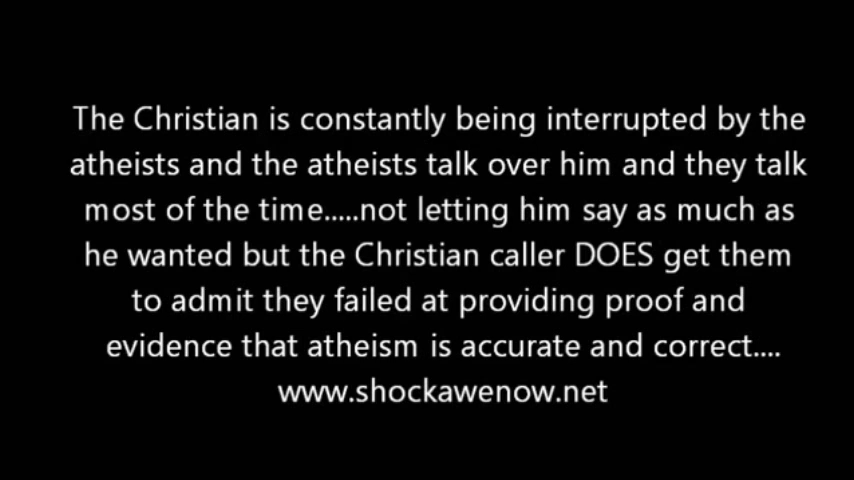 The Christian is constantly being interrupted by the
atheists and the atheists talk over him and they talk
most of the time.....not letting him say as much as
he wanted but the Christian caller DOES get them
to admit they failed at providing proof and
evidence that atheism is accurate and correct....
www.shockawenow.net